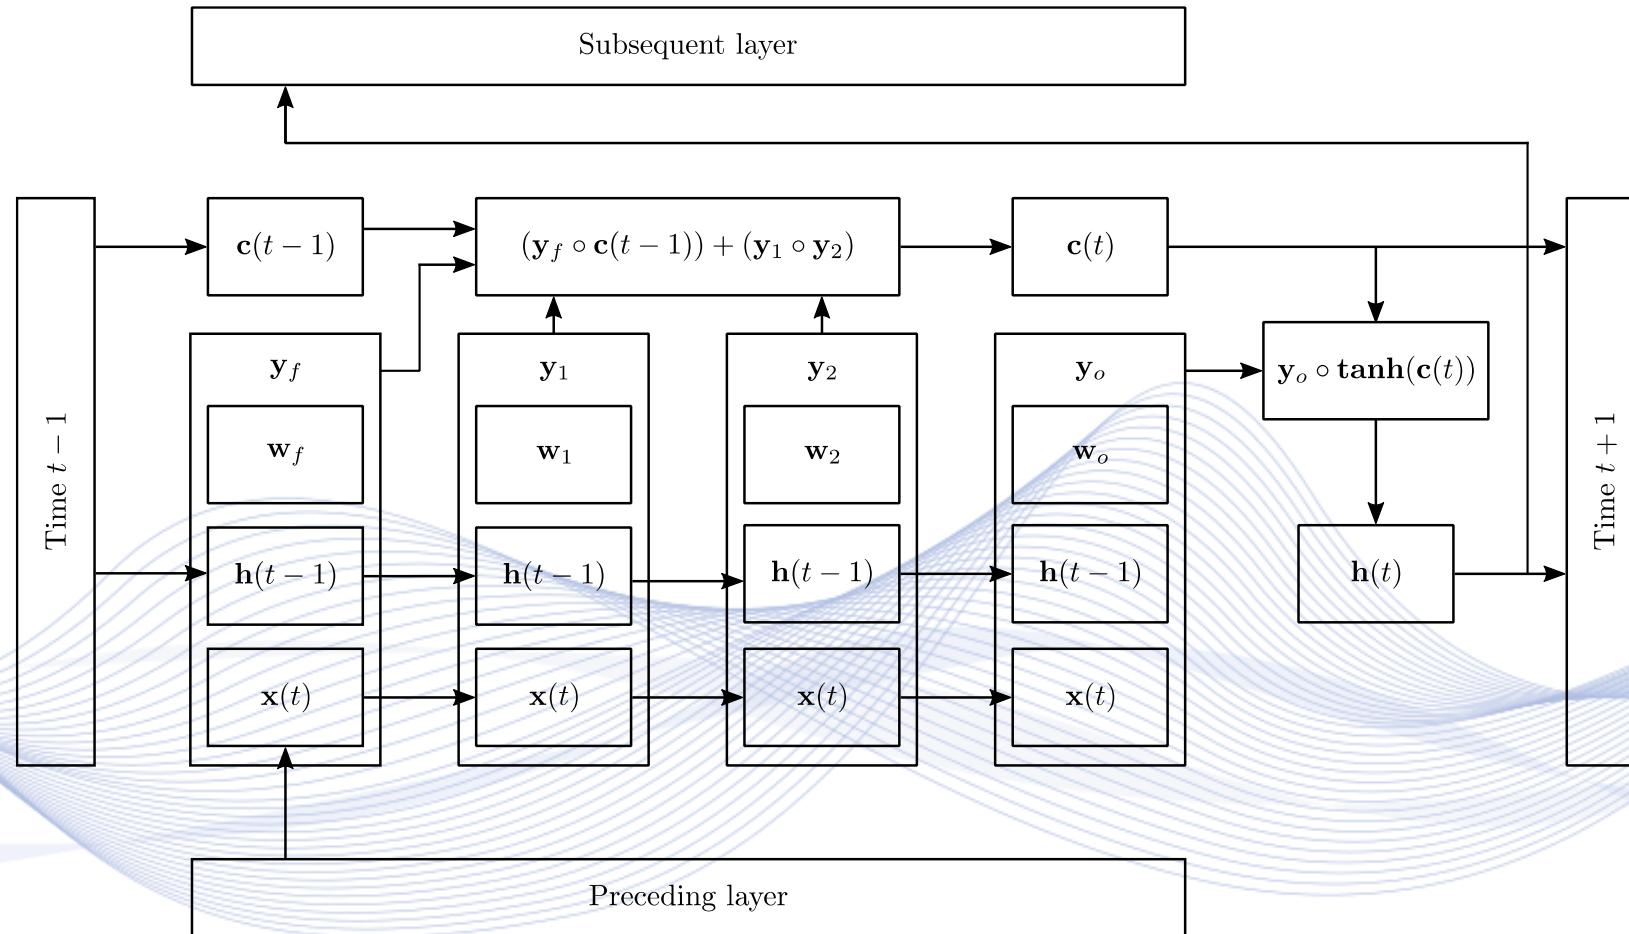 Subsequent layer
c(t − 1)
(y_f ∘ c(t − 1)) + (y_1 ∘ y_2)
c(t)
y_f
y_1
y_2
y_o
y_o ∘ tanh(c(t))
w_f
w_1
w_2
w_o
Time t − 1
h(t − 1)
h(t − 1)
h(t − 1)
h(t − 1)
h(t)
Time t + 1
x(t)
x(t)
x(t)
x(t)
Preceding layer